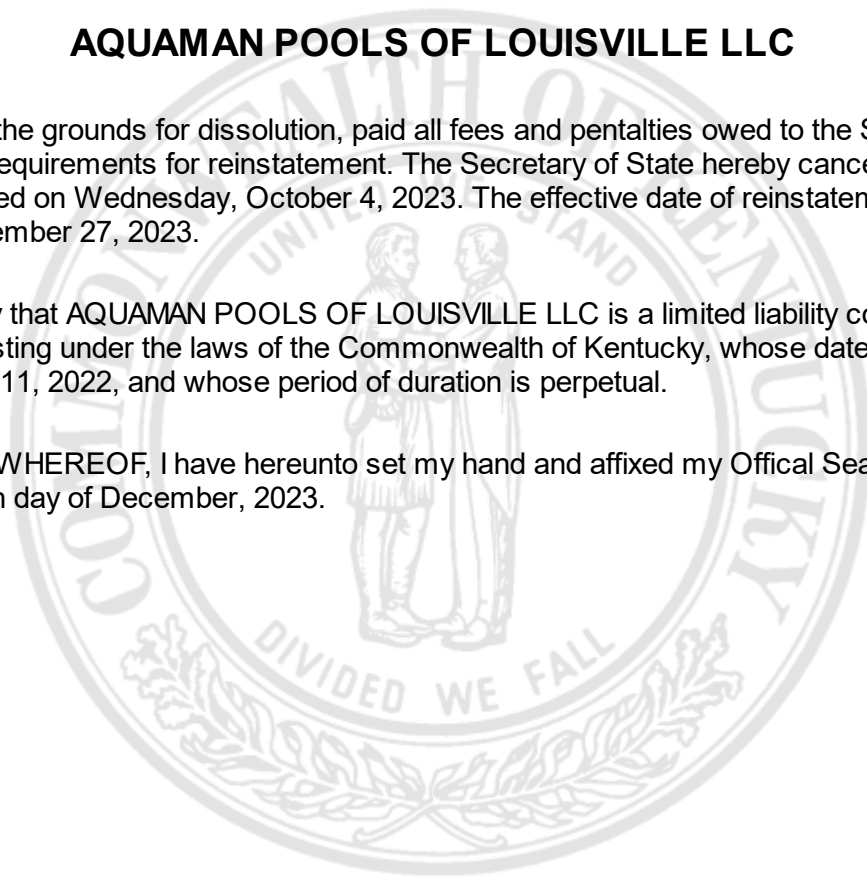 AQUAMAN POOLS OF LOUISVILLE LLC
the grounds for dissolution, paid all fees and pentalties owed to the S
equirements for reinstatement. The Secretary of State hereby cance
ed on Wednesday, October 4, 2023. The effective date of reinstaten
ember 27, 2023.
y that AQUAMAN POOLS OF LOUISVILLE LLC is a limited liability co
sting under the laws of the Commonwealth of Kentucky, whose date
11, 2022, and whose period of duration is perpetual.
WHEREOF, I have hereunto set my hand and affixed my Offical Sea
h day of December, 2023.
COMMONWEALTH OF KENTUCKY
UNITED WE STAND
DIVIDED WE FALL